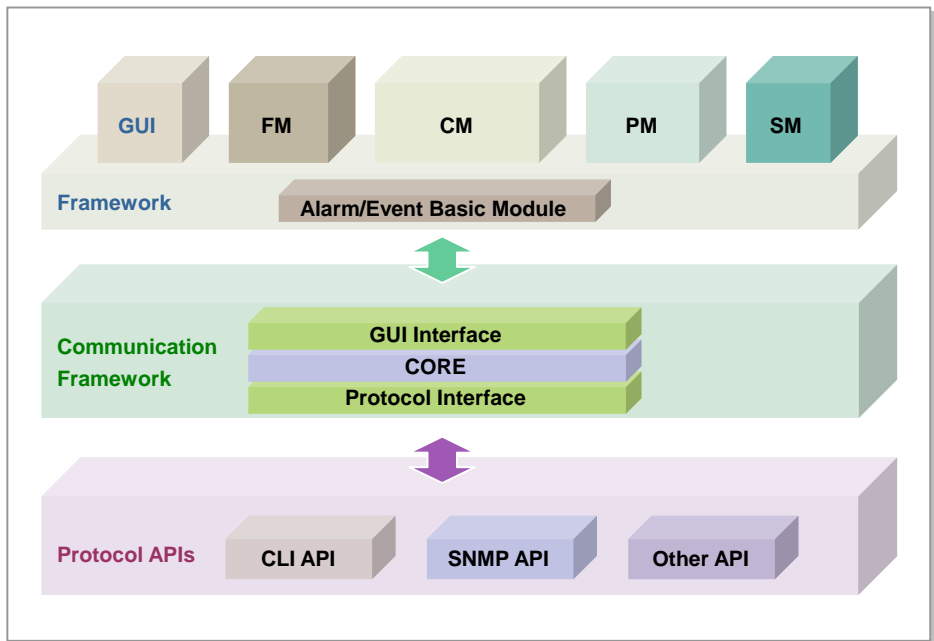 GUI
FM
CM
PM
SM
Framework
Alarm/Event Basic Module
Communication
Framework
GUI Interface
CORE
Protocol Interface
Protocol APIs
CLI API
SNMP API
Other API